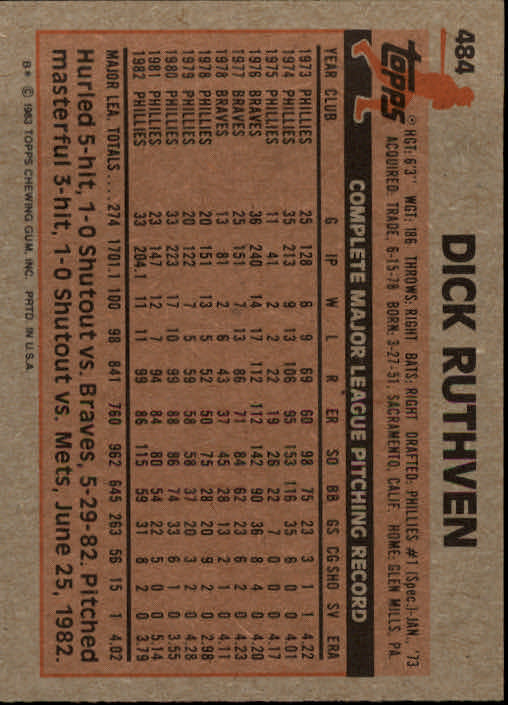 484
DICK RUTHVEN
topps
® HGT: 6'3" WGT: 186 THROWS: RIGHT BATS: RIGHT DRAFTED: PHILLIES #1 (Spec.)-JAN., '73
ACQUIRED: TRADE, 6-15-78 BORN: 3-27-51, SACRAMENTO, CALIF. HOME: GLEN MILLS, PA.
COMPLETE MAJOR LEAGUE PITCHING RECORD
YEAR CLUB G IP W L R ER SO BB GS CG SHO SV ERA
1973 PHILLIES 25 128 6 9 69 60 98 75 23 3 1 1 4.22
1974 PHILLIES 35 213 9 13 106 95 153 116 35 6 0 0 4.01
1975 PHILLIES 11 41 2 2 22 19 26 22 7 0 0 0 4.17
1976 BRAVES 36 240 14 17 112 112 142 90 36 8 4 0 4.20
1977 BRAVES 25 151 7 13 86 71 84 62 23 6 2 0 4.23
1978 BRAVES 13 81 2 6 43 37 45 28 13 2 1 0 4.11
1978 PHILLIES 20 151 13 5 52 50 75 28 20 9 2 0 2.98
1979 PHILLIES 20 122 7 5 59 58 58 37 20 3 2 0 4.28
1980 PHILLIES 33 223 17 10 99 88 86 74 33 6 1 0 3.55
1981 PHILLIES 23 147 12 7 94 84 80 54 22 5 0 0 5.14
1982 PHILLIES 33 204.1 11 11 99 86 115 59 31 8 2 0 3.79
MAJOR LEA. TOTALS.... 274 1701.1 100 98 841 760 962 645 263 56 15 1 4.02
Hurled 5-hit, 1-0 Shutout vs. Braves, 5-29-82. Pitched
masterful 3-hit, 1-0 Shutout vs. Mets, June 25, 1982.
B* © 1983 TOPPS CHEWING GUM, INC. PRTD. IN U.S.A.